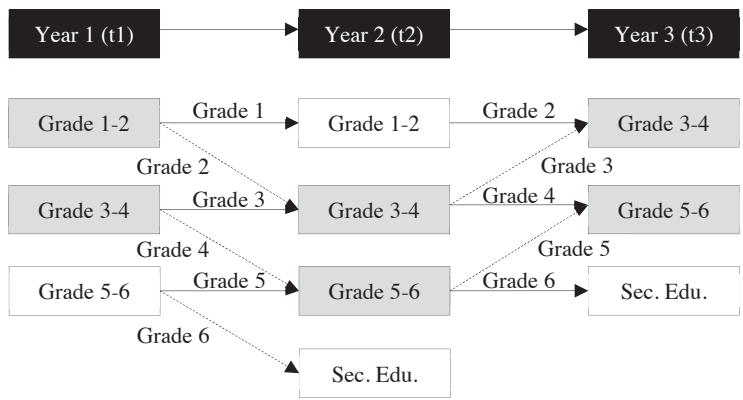 Year 1 (t1)
Year 2 (t2)
Year 3 (t3)
Grade 1-2
Grade 1
Grade 1-2
Grade 2
Grade 3-4
Grade 2
Grade 3
Grade 3-4
Grade 3
Grade 3-4
Grade 4
Grade 5-6
Grade 4
Grade 5
Grade 5-6
Grade 5
Grade 5-6
Grade 6
Sec. Edu.
Grade 6
Sec. Edu.